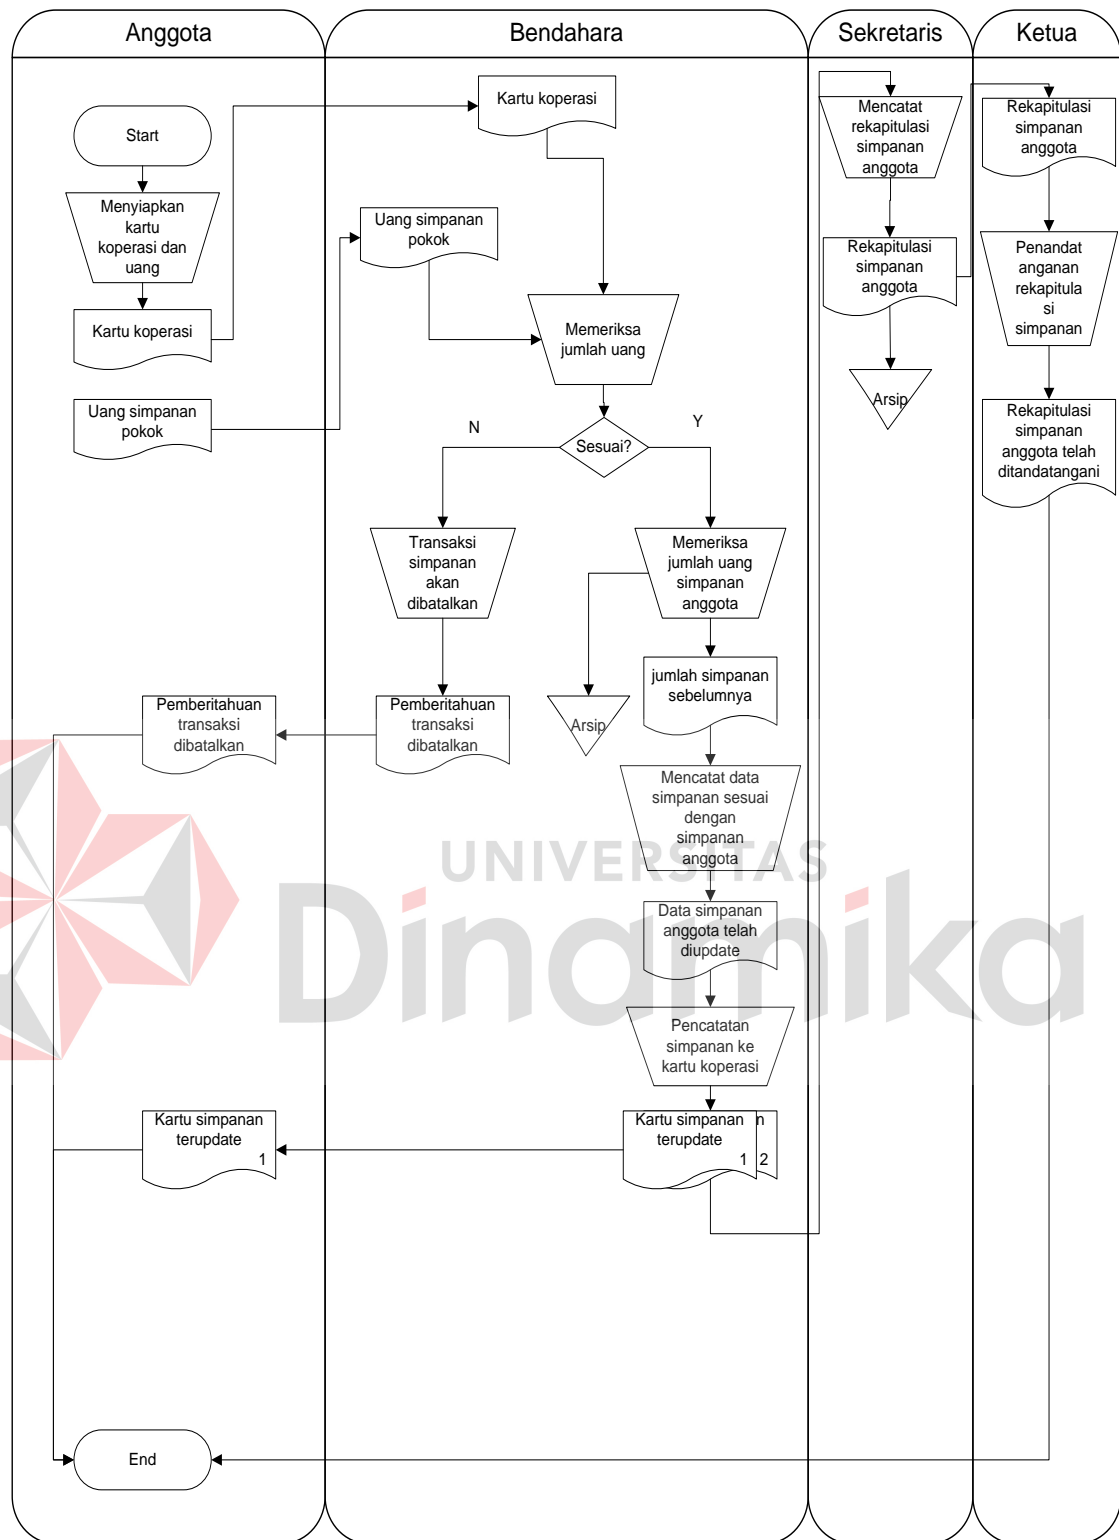 Anggota
Bendahara
Sekretaris
Ketua
Start
Menyiapkan
kartu
koperasi dan
uang
Kartu koperasi
Uang simpanan
pokok
Kartu koperasi
Uang simpanan
pokok
Memeriksa
jumlah uang
Sesuai?
N
Y
Transaksi
simpanan
akan
dibatalkan
Memeriksa
jumlah uang
simpanan
anggota
Pemberitahuan
transaksi
dibatalkan
Pemberitahuan
transaksi
dibatalkan
Arsip
jumlah simpanan
sebelumnya
Mencatat data
simpanan sesuai
dengan
simpanan
anggota
Data simpanan
anggota telah
diupdate
Pencatatan
simpanan ke
kartu koperasi
Kartu simpanan
terupdate
1
n
2
Kartu simpanan
terupdate
1
Mencatat
rekapitulasi
simpanan
anggota
Rekapitulasi
simpanan
anggota
Arsip
Rekapitulasi
simpanan
anggota
Penandat
anganan
rekapitula
si
simpanan
Rekapitulasi
simpanan
anggota telah
ditandatangani
End
UNIVERSITAS
Dinamika